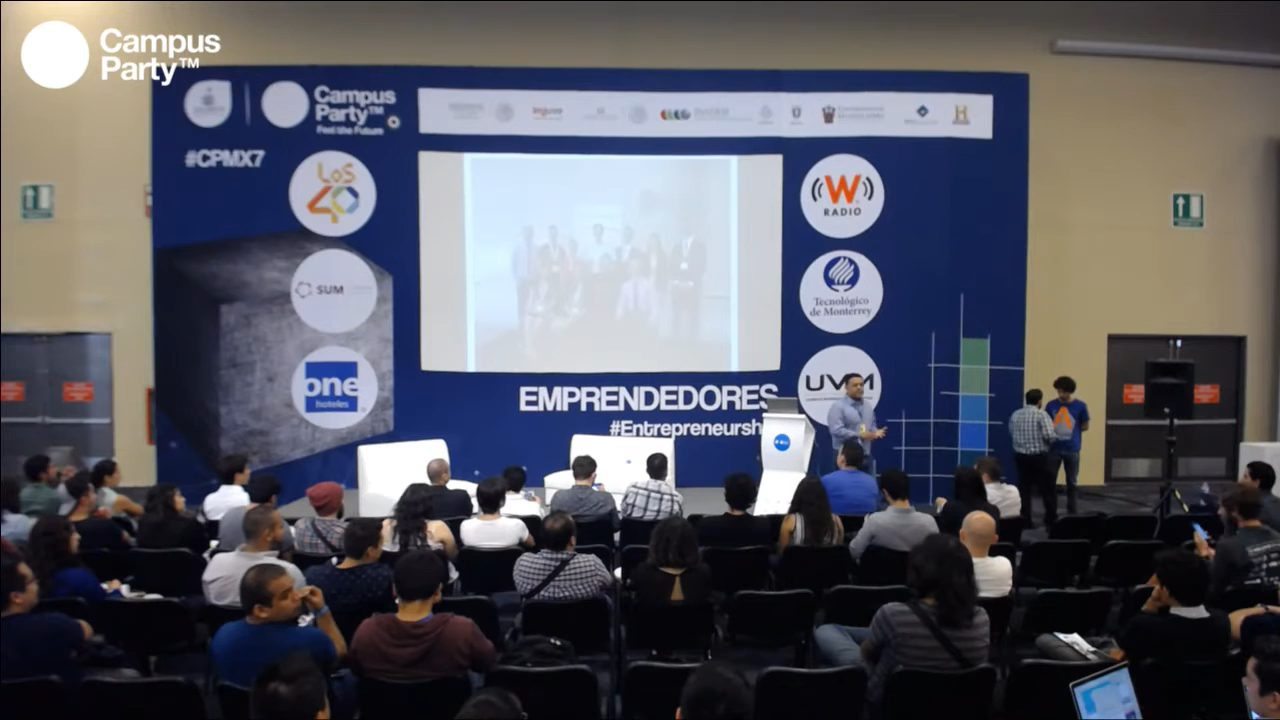 Campus
Party™
Campus
Party™
Feel the Future
#CPMX7
LOS
40
SUM
one
hoteles
W
RADIO
Tecnológico
de Monterrey
UVM
EMPRENDEDORES
#Entrepreneursh